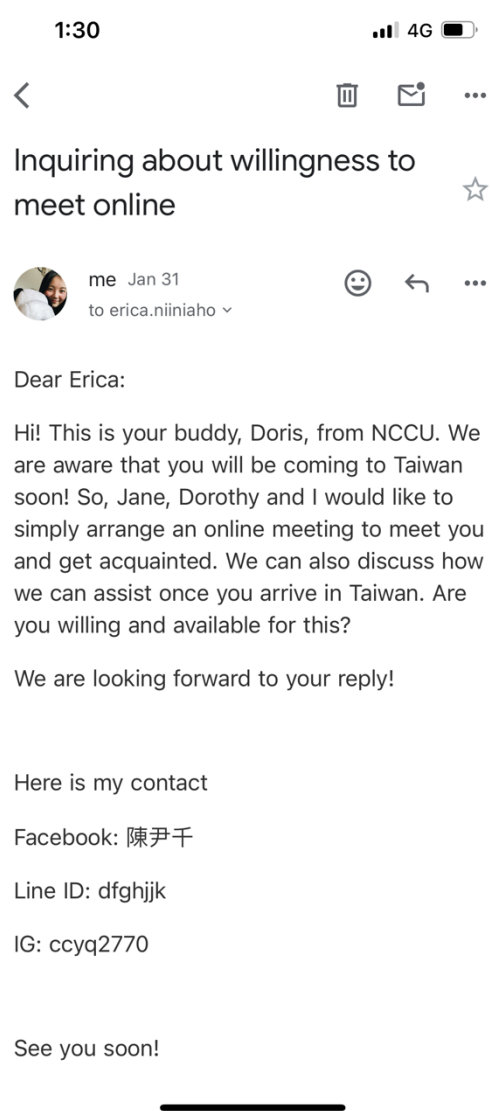 1:30
4G
Inquiring about willingness to
meet online
me Jan 31
to erica.niiniaho
Dear Erica:
Hi! This is your buddy, Doris, from NCCU. We
are aware that you will be coming to Taiwan
soon! So, Jane, Dorothy and I would like to
simply arrange an online meeting to meet you
and get acquainted. We can also discuss how
we can assist once you arrive in Taiwan. Are
you willing and available for this?
We are looking forward to your reply!
Here is my contact
Facebook: 陳尹千
Line ID: dfghjjk
IG: ccyq2770
See you soon!